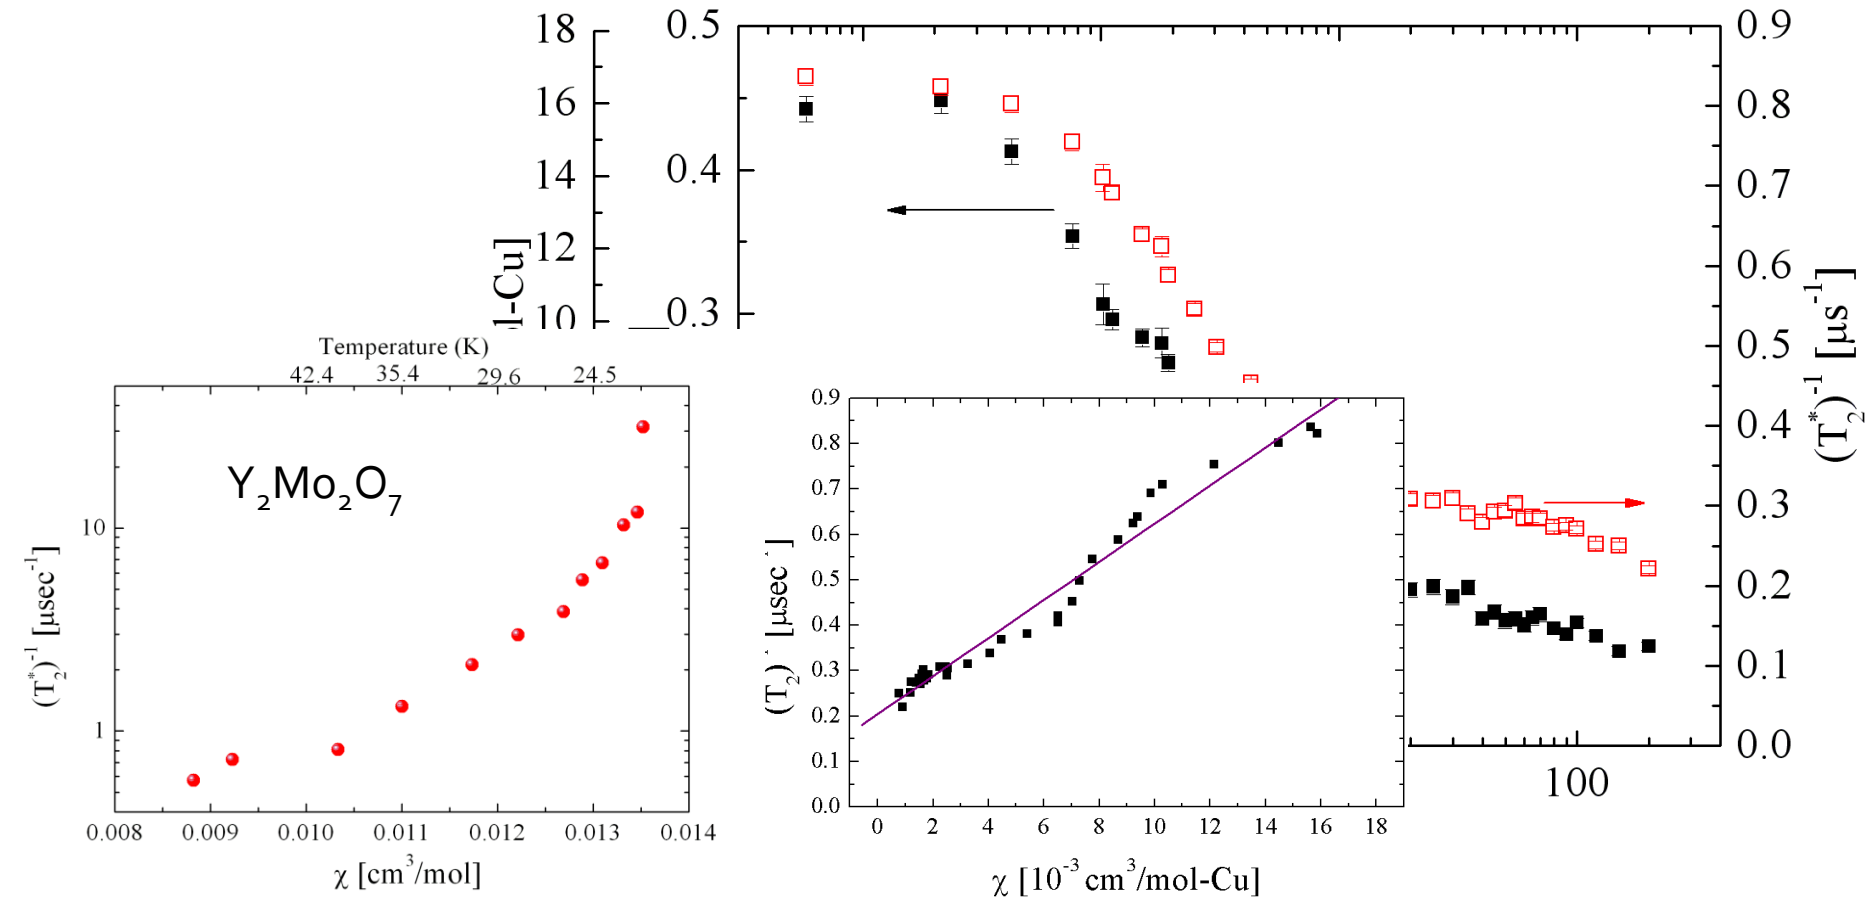 18
16
14
12
10
l-Cu]
0.5
0.4
0.3
0.9
0.8
0.7
0.6
0.5
0.4
0.3
0.2
0.1
0.0
(T₂*)⁻¹ [μs⁻¹]
100
Temperature (K)
42.4 35.4 29.6 24.5
Y₂Mo₂O₇
10
1
(T₂*)⁻¹ [μsec⁻¹]
0.008 0.009 0.010 0.011 0.012 0.013 0.014
χ [cm³/mol]
0.9
0.8
0.7
0.6
0.5
0.4
0.3
0.2
0.1
0.0
(T₂) [μsec ]
0 2 4 6 8 10 12 14 16 18
χ [10⁻³ cm³/mol-Cu]